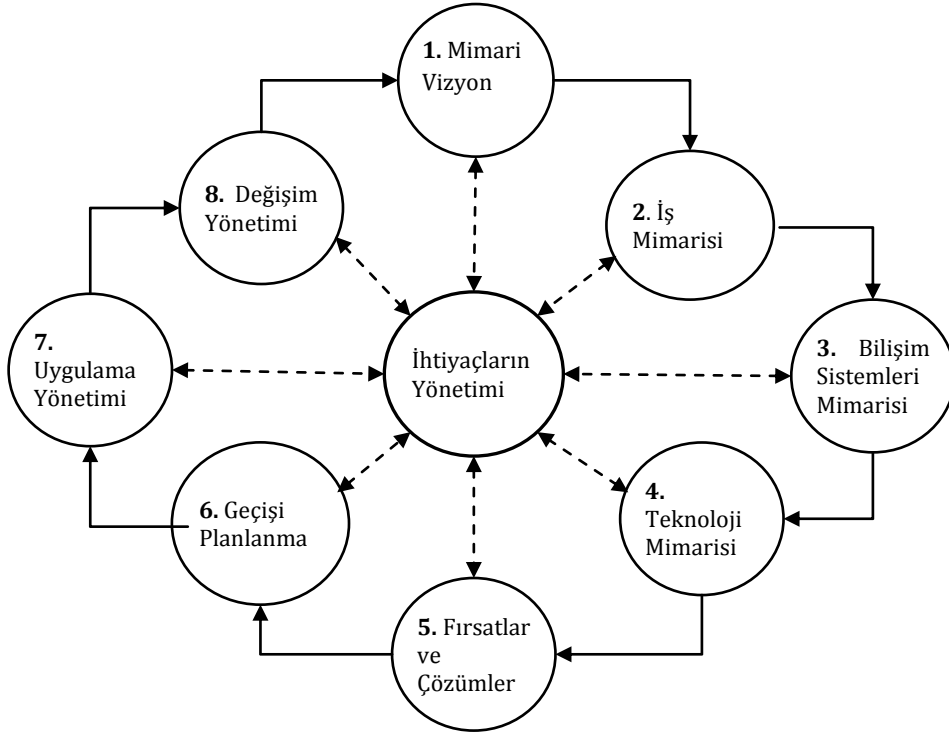 1. Mimari
Vizyon
2. İş
Mimarisi
3. Bilişim
Sistemleri
Mimarisi
4.
Teknoloji
Mimarisi
5. Fırsatlar
ve
Çözümler
6. Geçişi
Planlanma
7.
Uygulama
Yönetimi
8. Değişim
Yönetimi
İhtiyaçların
Yönetimi